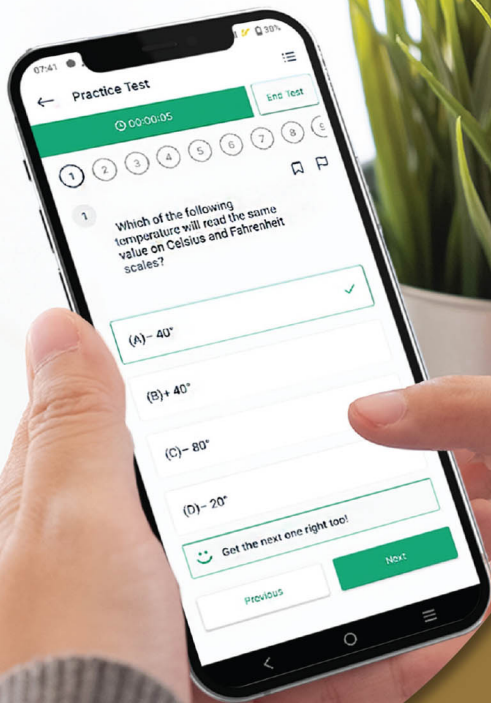 07:41 30%
← Practice Test
00:00:05 End Test
1 2 3 4 5 6 7 8 9
1
Which of the following
temperature will read the same
value on Celsius and Fahrenheit
scales?
(A)− 40°
(B)+ 40°
(C)− 80°
(D)− 20°
Get the next one right too!
Previous Next